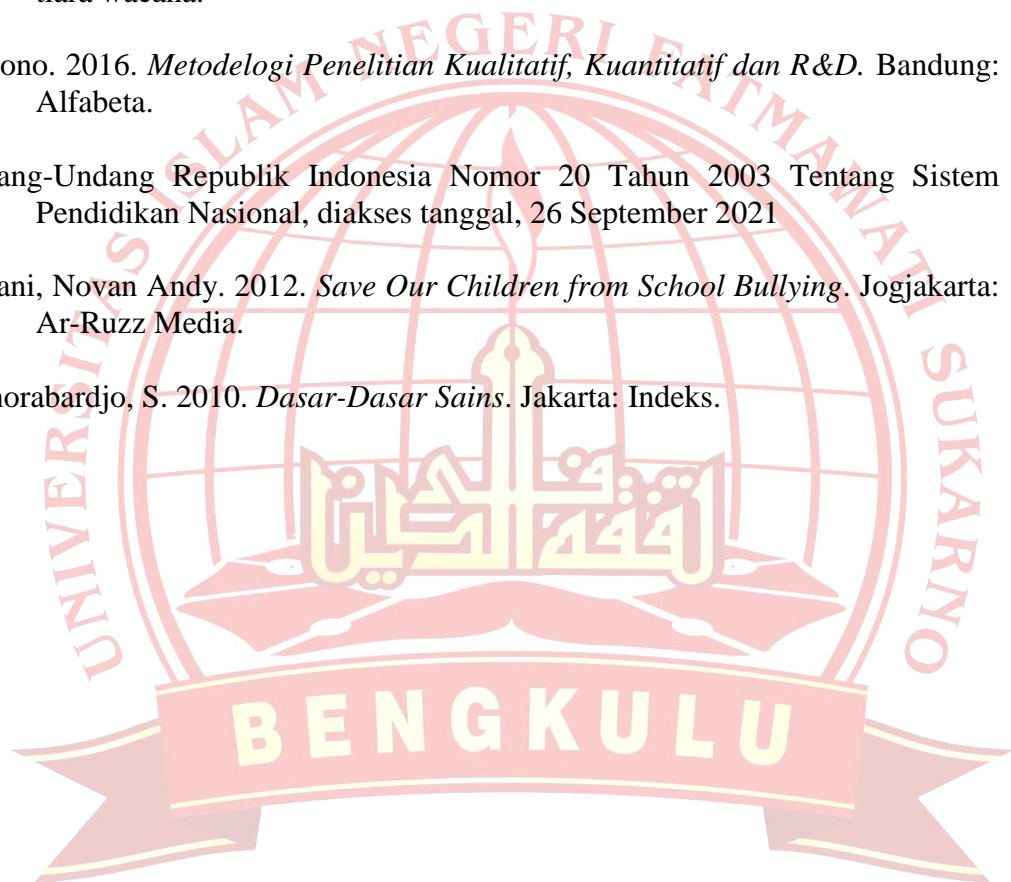 tiara wacana.
ono. 2016. Metodelogi Penelitian Kualitatif, Kuantitatif dan R&D. Bandung:
Alfabeta.
ang-Undang Republik Indonesia Nomor 20 Tahun 2003 Tentang Sistem
Pendidikan Nasional, diakses tanggal, 26 September 2021
ani, Novan Andy. 2012. Save Our Children from School Bullying. Jogjakarta:
Ar-Ruzz Media.
norabardjo, S. 2010. Dasar-Dasar Sains. Jakarta: Indeks.
UNIVERSITAS ISLAM NEGERI FATMAWATI SUKARNO
BENGKULU